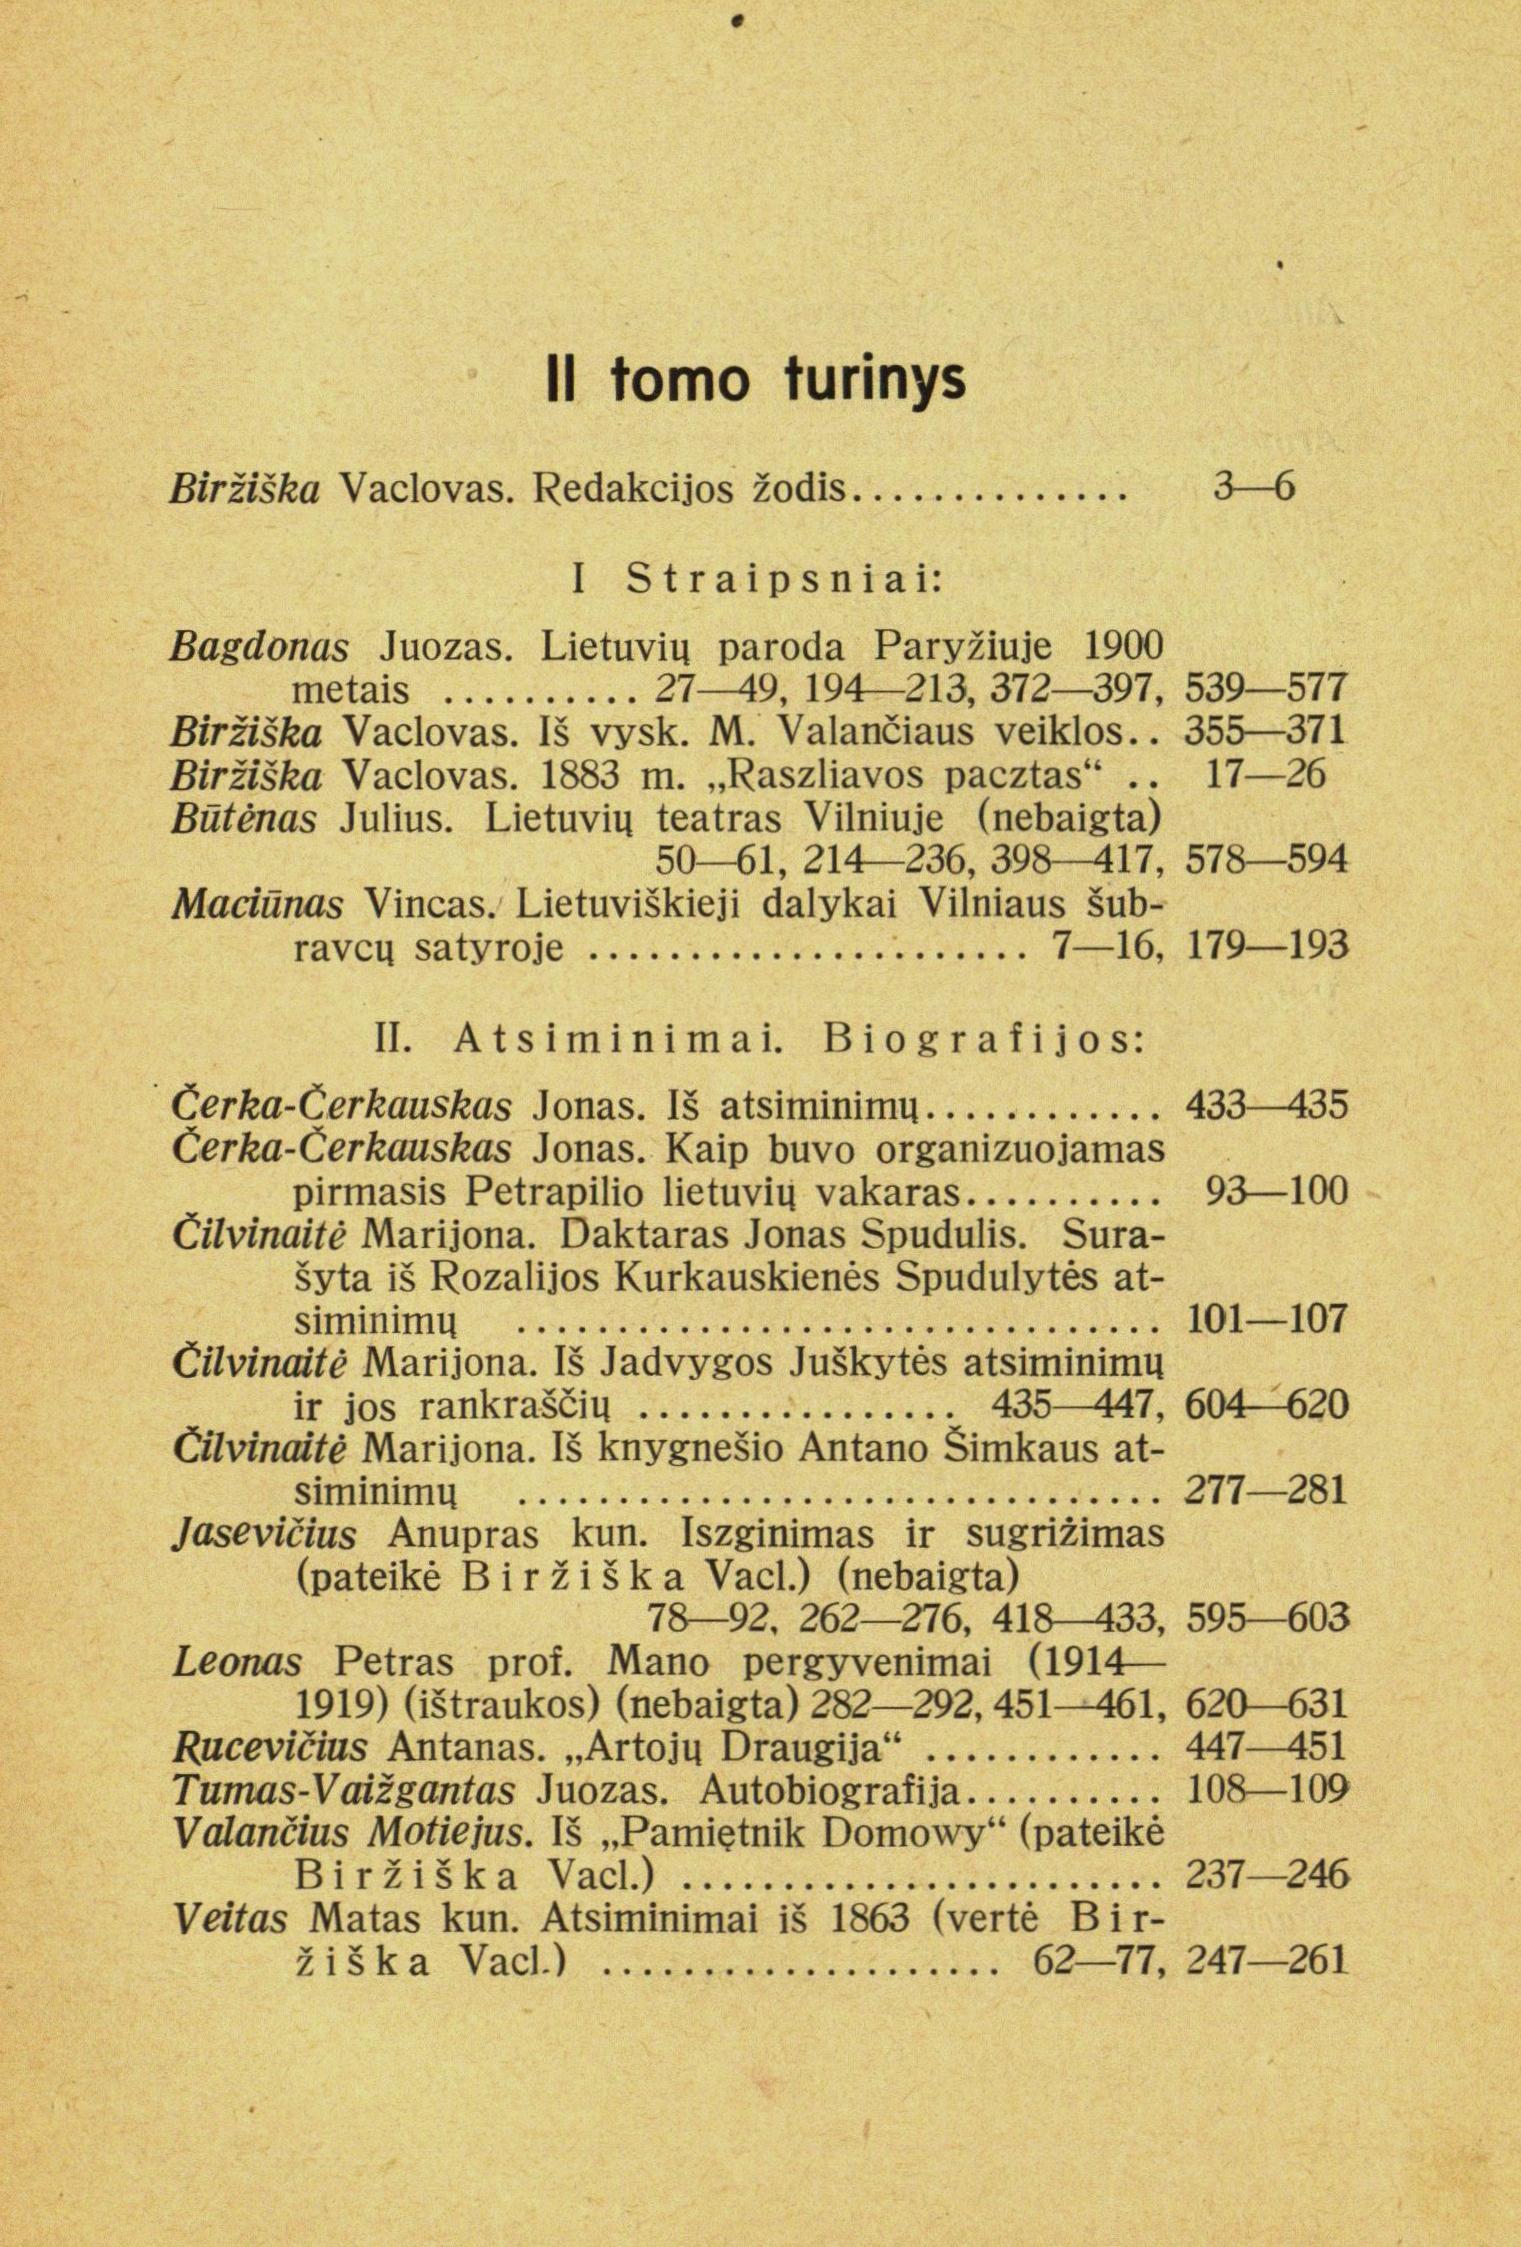 II tomo turinys
Biržiška Vaclovas. Redakcijos žodis.............. 3—6
I Straipsniai:
Bagdonas Juozas. Lietuvių paroda Paryžiuje 1900
metais .......... 27—49, 194—213, 372—397, 539—577
Biržiška Vaclovas. Iš vysk. M. Valančiaus veiklos.. 355—371
Biržiška Vaclovas. 1883 m. „Raszliavos pacztas“ .. 17—26
Būtėnas Julius. Lietuvių teatras Vilniuje (nebaigta)
50—61, 214—236, 398—417, 578—594
Maciūnas Vincas. Lietuviškieji dalykai Vilniaus šub-
ravcų satyroje ...................... 7—16, 179—193
II. Atsiminimai. Biografijos:
Čerka-Čerkauskas Jonas. Iš atsiminimų............ 433—435
Čerka-Čerkauskas Jonas. Kaip buvo organizuojamas
pirmasis Petrapilio lietuvių vakaras.......... 93—100
Čilvinaitė Marijona. Daktaras Jonas Spudulis. Sura-
šyta iš Rozalijos Kurkauskienės Spudulytės at-
siminimų ................................ 101—107
Čilvinaitė Marijona. Iš Jadvygos Juškytės atsiminimų
ir jos rankraščių ................ 435—447, 604—620
Čilvinaitė Marijona. Iš knygnešio Antano Šimkaus at-
siminimų ................................ 277—281
Jasevičius Anupras kun. Iszginimas ir sugrižimas
(pateikė Biržiška Vacl.) (nebaigta)
78—92, 262—276, 418—433, 595—603
Leonas Petras prof. Mano pergyvenimai (1914—
1919) (ištraukos) (nebaigta) 282—292, 451—461, 620—631
Rucevičius Antanas. „Artojų Draugija“ ............ 447—451
Tumas-Vaižgantas Juozas. Autobiografija.......... 108—109
Valančius Motiejus. Iš „Pamiętnik Domowy“ (pateikė
Biržiška Vacl.) ........................ 237—246
Veitas Matas kun. Atsiminimai iš 1863 (vertė Bir-
žiška Vacl.) .................... 62—77, 247—261